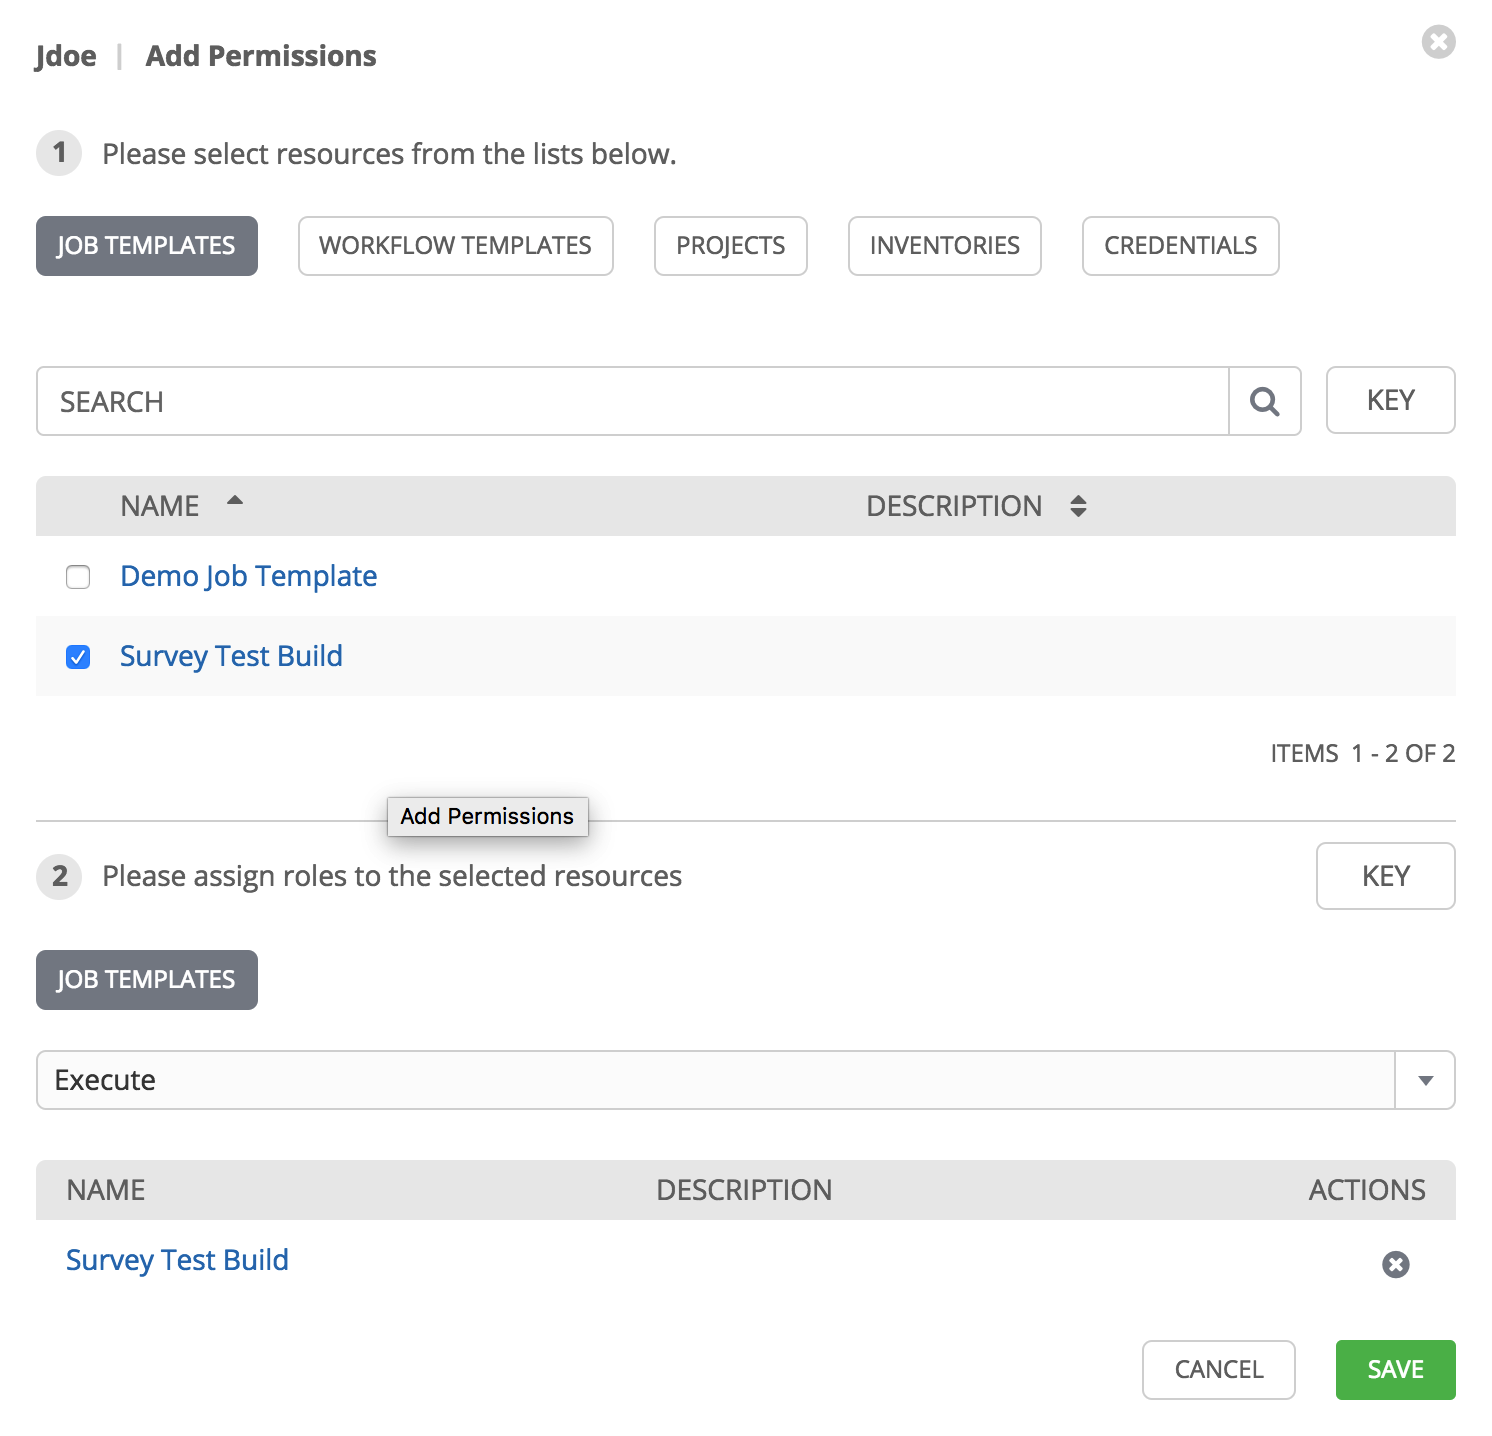 Jdoe | Add Permissions
1 Please select resources from the lists below.
JOB TEMPLATES WORKFLOW TEMPLATES PROJECTS INVENTORIES CREDENTIALS
SEARCH KEY
NAME DESCRIPTION
Demo Job Template
Survey Test Build
ITEMS 1 - 2 OF 2
Add Permissions
2 Please assign roles to the selected resources KEY
JOB TEMPLATES
Execute
NAME DESCRIPTION ACTIONS
Survey Test Build
CANCEL SAVE